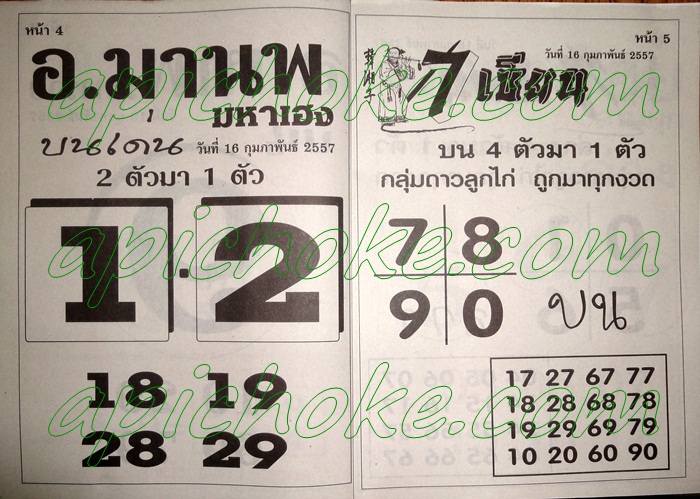 หน้า 4
อ.มานพ
มหาเฮง
บนเด่น วันที่ 16 กุมภาพันธ์ 2557
2 ตัวมา 1 ตัว
1.2
18 19
28 29
หน้า 5
วันที่ 16 กุมภาพันธ์ 2557
7 เซียน
บน 4 ตัวมา 1 ตัว
กลุ่มดาวลูกไก่ ถูกมาทุกงวด
7 8
9 0 บน
17 27 67 77
18 28 68 78
19 29 69 79
10 20 60 90
apichoke.com
apichoke.com
apichoke.com